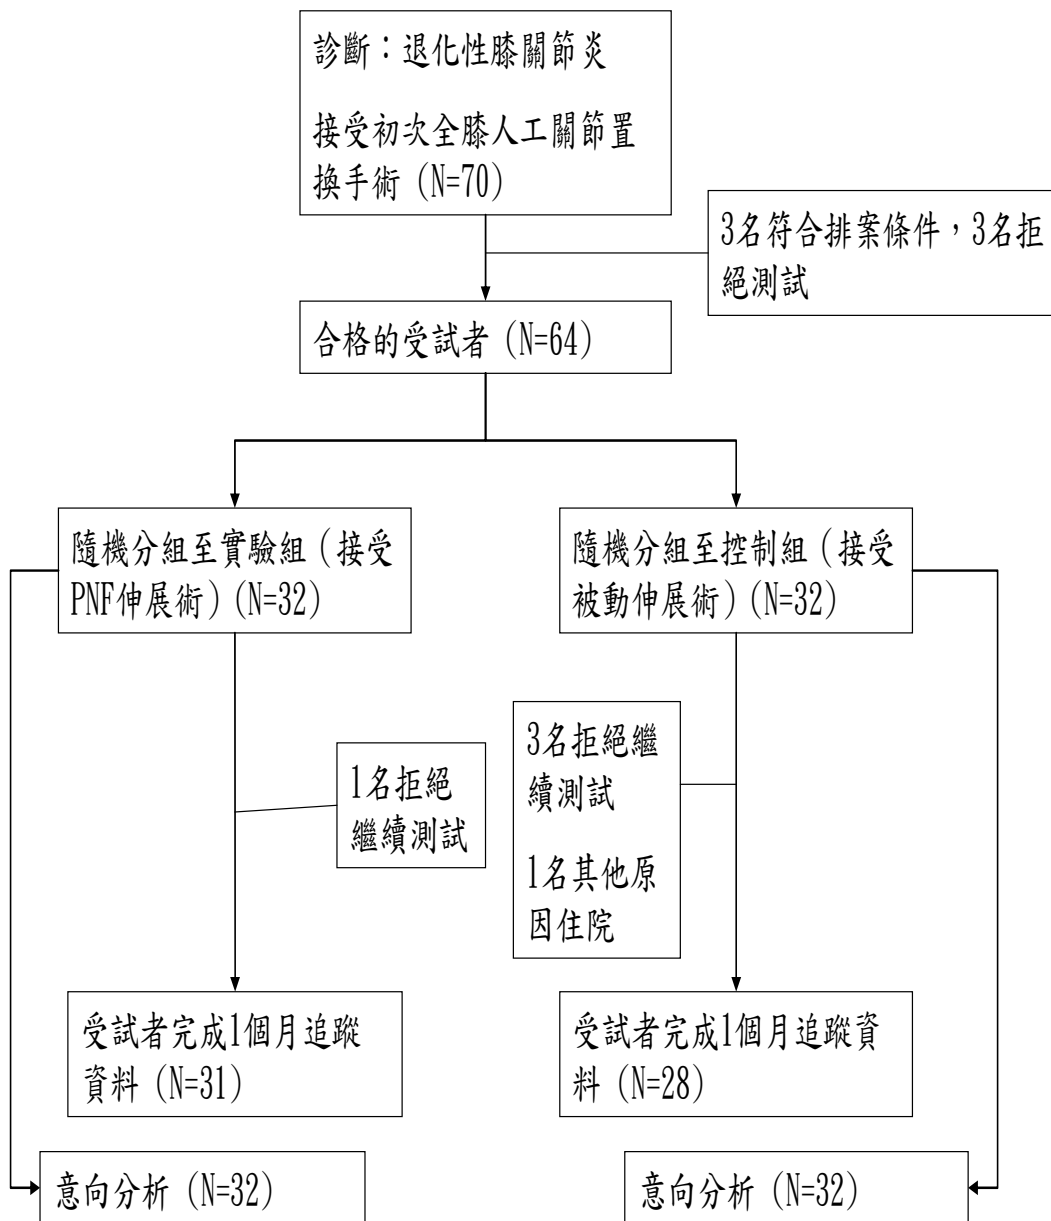 診斷：退化性膝關節炎
接受初次全膝人工關節置
換手術 (N=70)
3名符合排案條件，3名拒
絕測試
合格的受試者 (N=64)
隨機分組至實驗組（接受
PNF伸展術）(N=32)
隨機分組至控制組（接受
被動伸展術）(N=32)
1名拒絕
繼續測試
3名拒絕繼
續測試
1名其他原
因住院
受試者完成1個月追蹤
資料 (N=31)
受試者完成1個月追蹤資
料 (N=28)
意向分析 (N=32)
意向分析 (N=32)